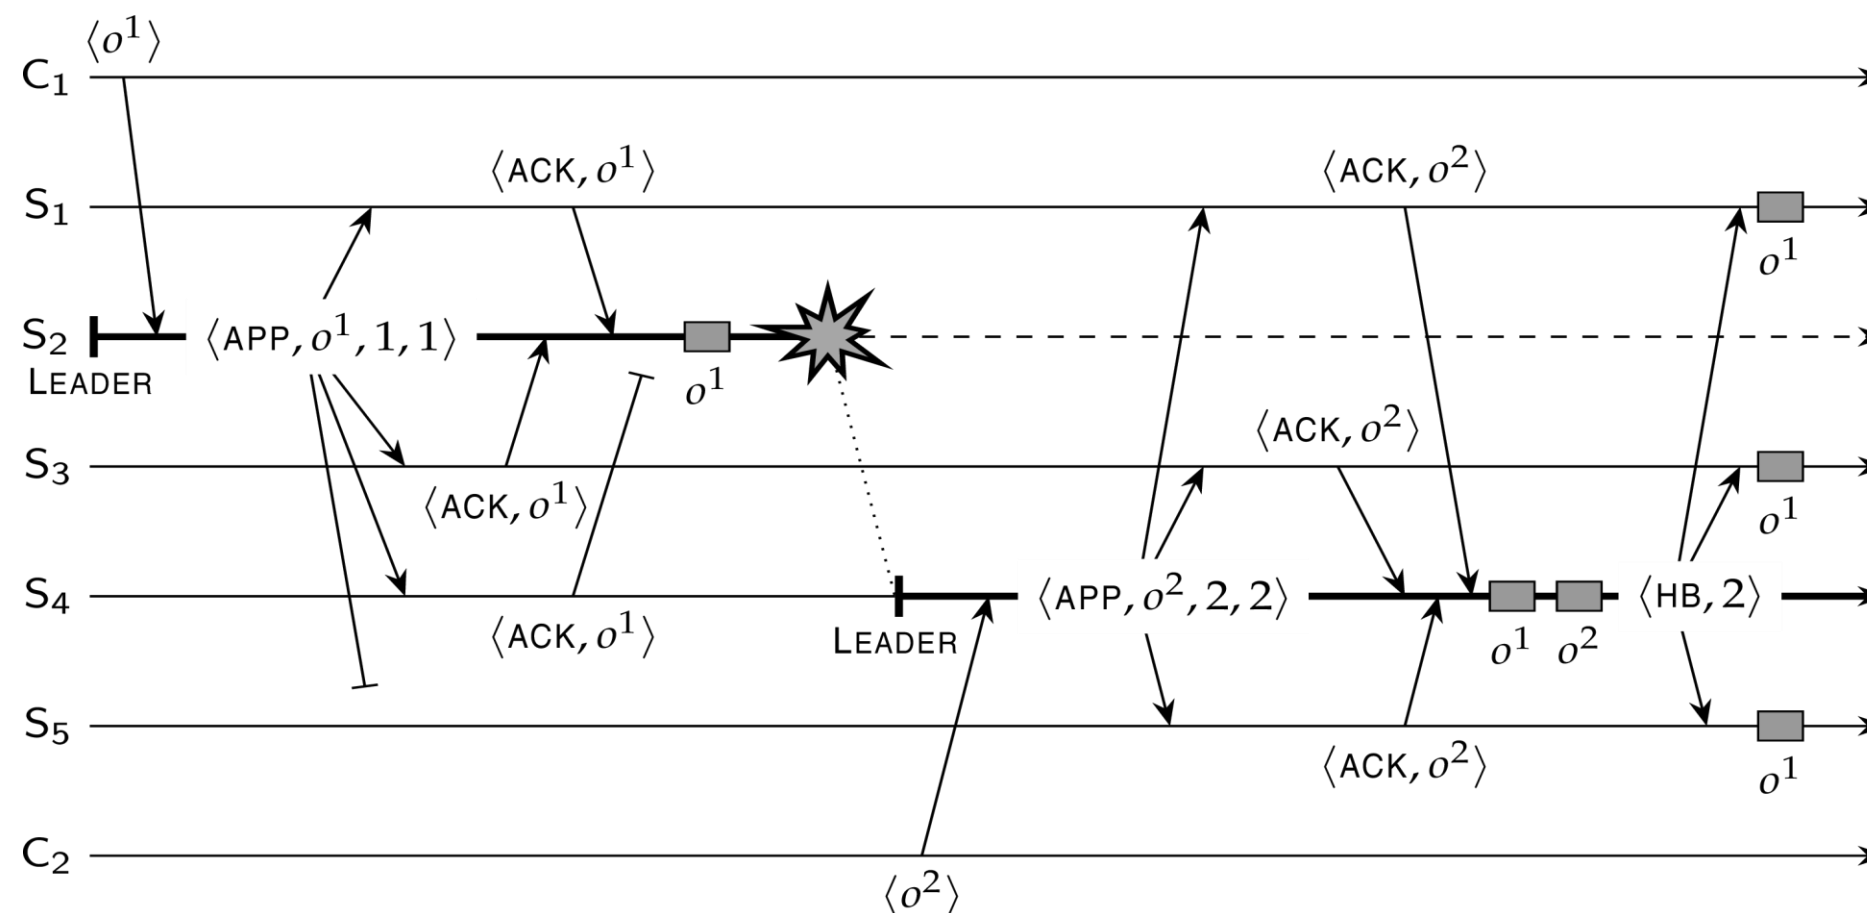 ⟨o¹⟩
C₁
⟨ACK, o¹⟩ ⟨ACK, o²⟩
S₁
o¹
S₂ ⟨APP, o¹, 1, 1⟩
LEADER o¹
⟨ACK, o²⟩
S₃
⟨ACK, o¹⟩ o¹
S₄ ⟨APP, o², 2, 2⟩ ⟨HB, 2⟩
⟨ACK, o¹⟩ LEADER o¹ o²
S₅
⟨ACK, o²⟩ o¹
C₂
⟨o²⟩